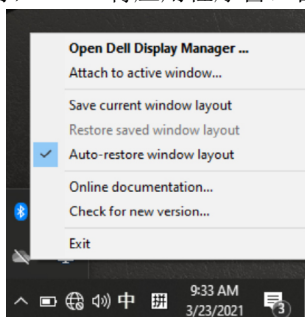 Open Dell Display Manager ...
Attach to active window...
Save current window layout
Restore saved window layout
Auto-restore window layout
Online documentation...
Check for new version...
Exit
中
9:33 AM
3/23/2021
3